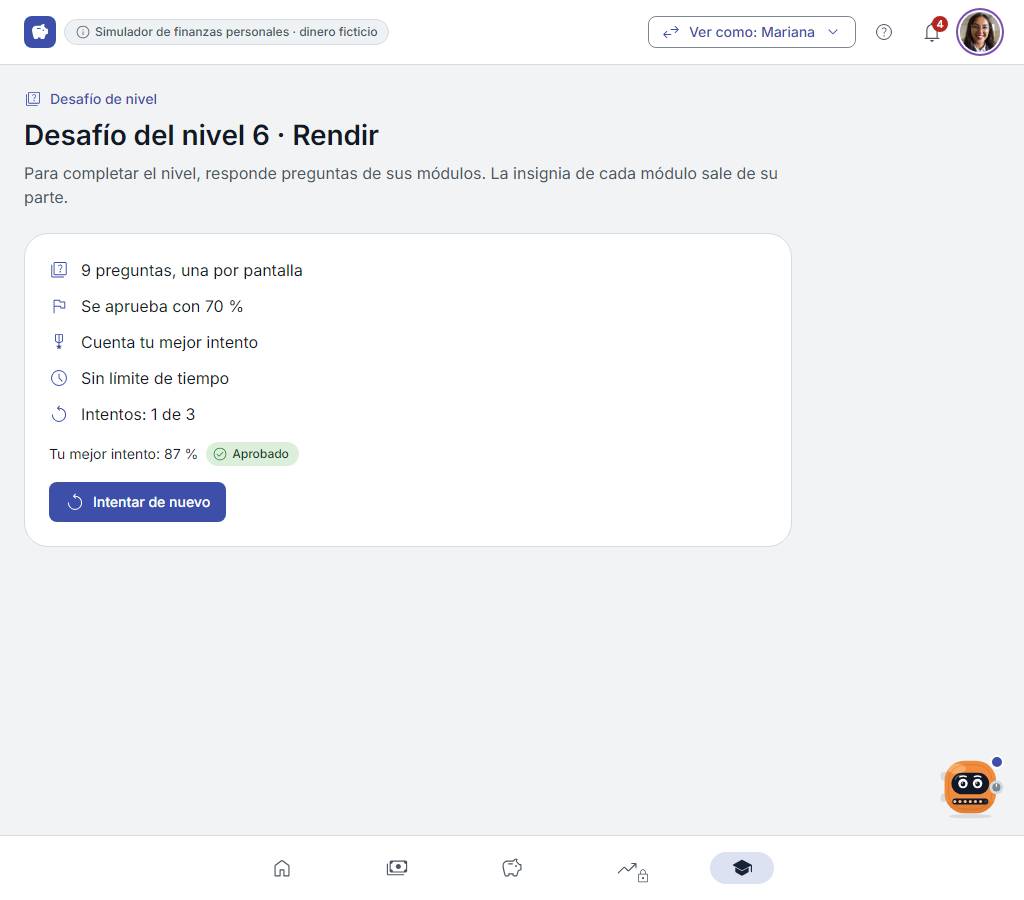 Simulador de finanzas personales · dinero ficticio
Ver como: Mariana
4
Desafío de nivel
Desafío del nivel 6 · Rendir
Para completar el nivel, responde preguntas de sus módulos. La insignia de cada módulo sale de su
parte.
9 preguntas, una por pantalla
Se aprueba con 70 %
Cuenta tu mejor intento
Sin límite de tiempo
Intentos: 1 de 3
Tu mejor intento: 87 %
Aprobado
Intentar de nuevo